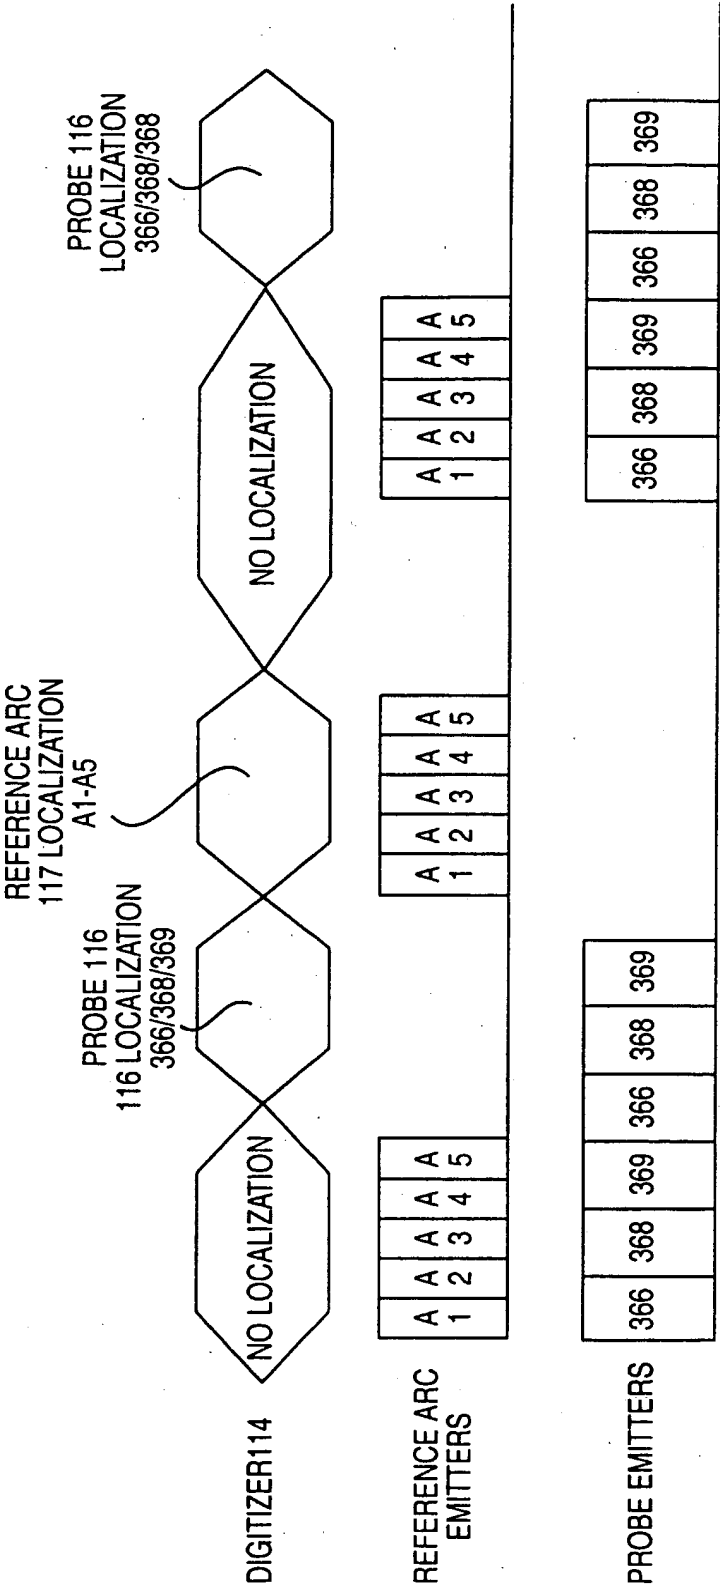 REFERENCE ARC
117 LOCALIZATION
A1-A5
PROBE 116
116 LOCALIZATION
366/368/369
PROBE 116
LOCALIZATION
366/368/368
DIGITIZER114
NO LOCALIZATION
NO LOCALIZATION
REFERENCE ARC
EMITTERS
A A A A A
1 2 3 4 5
A A A A A
1 2 3 4 5
A A A A A
1 2 3 4 5
PROBE EMITTERS
366 368 369 366 368 369
366 368 369 366 368 369